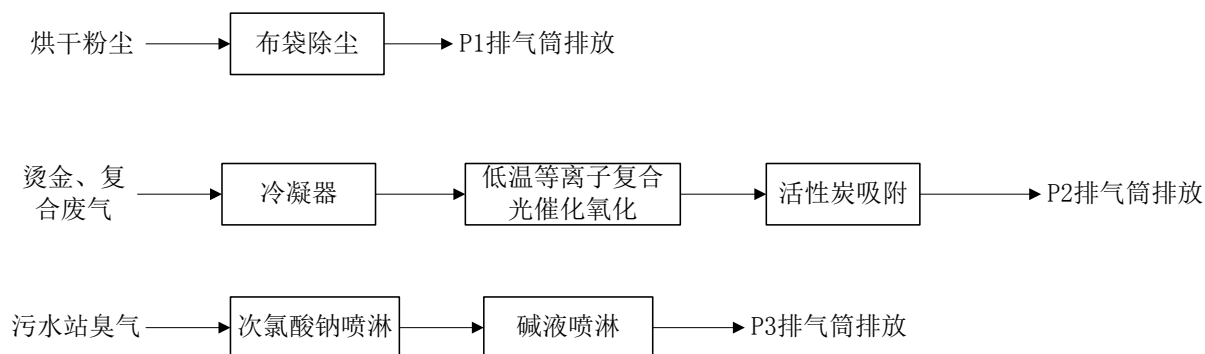 烘干粉尘
布袋除尘
P1排气筒排放
烫金、复
合废气
冷凝器
低温等离子复合
光催化氧化
活性炭吸附
P2排气筒排放
污水站臭气
次氯酸钠喷淋
碱液喷淋
P3排气筒排放